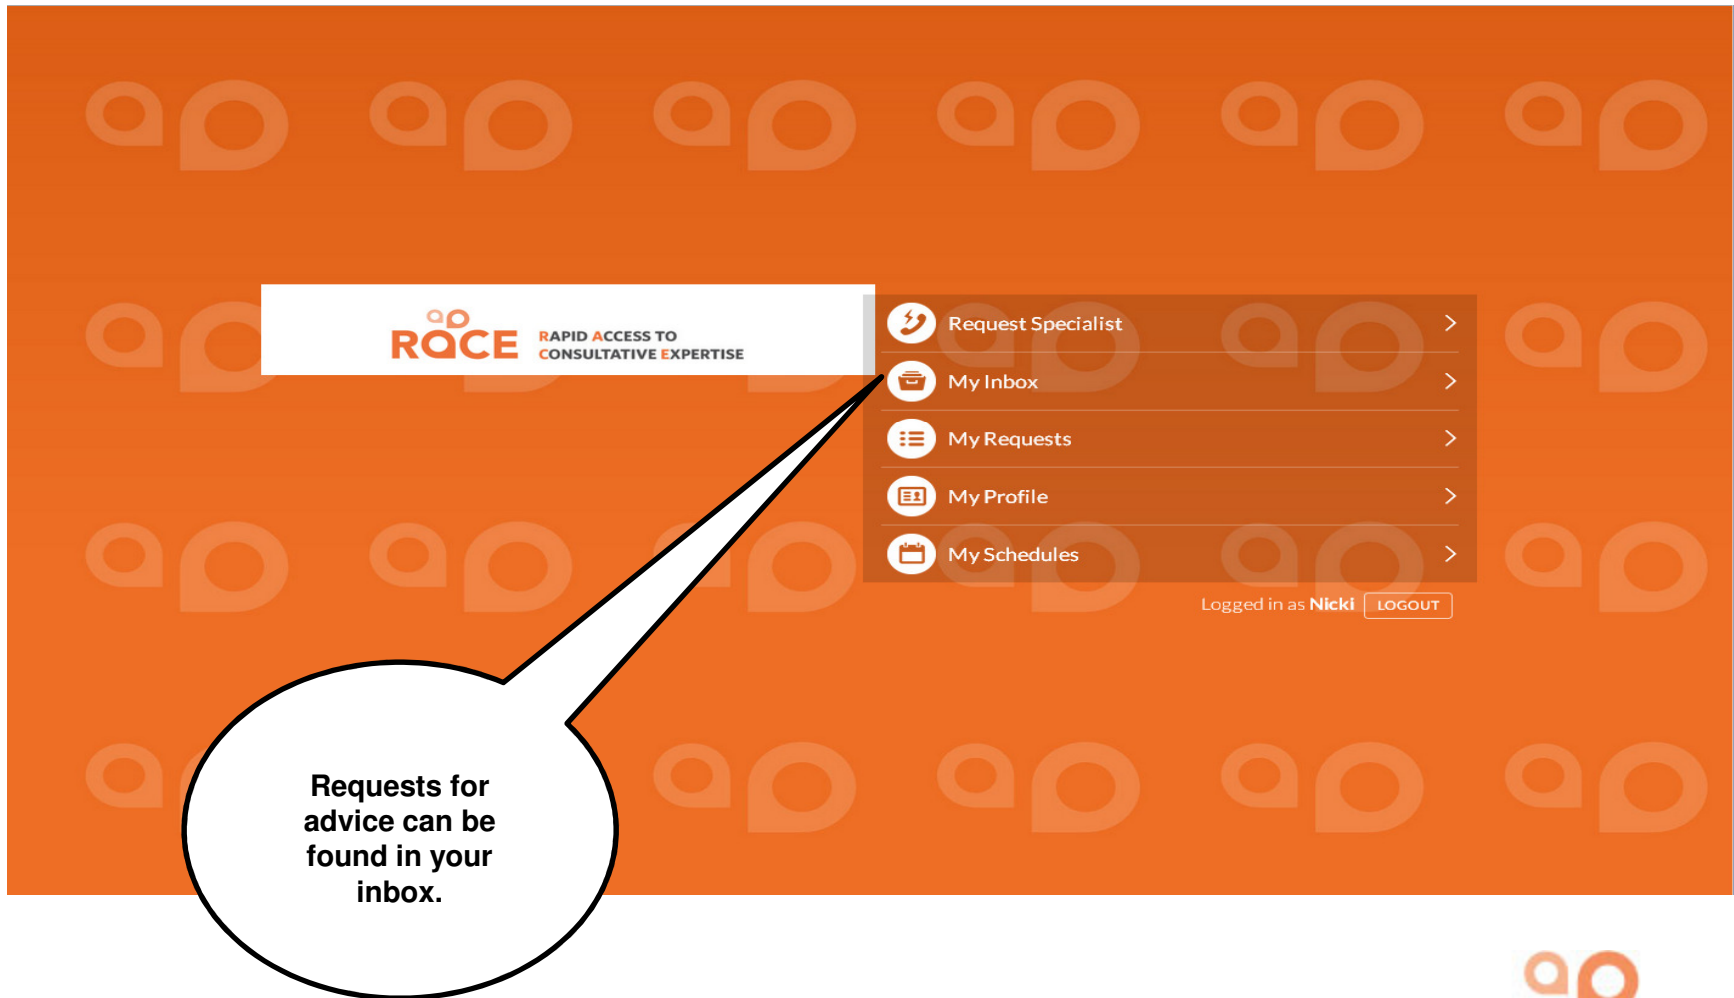 RACE
RAPID ACCESS TO
CONSULTATIVE EXPERTISE
Request Specialist
My Inbox
My Requests
My Profile
My Schedules
Logged in as Nicki LOGOUT
Requests for
advice can be
found in your
inbox.